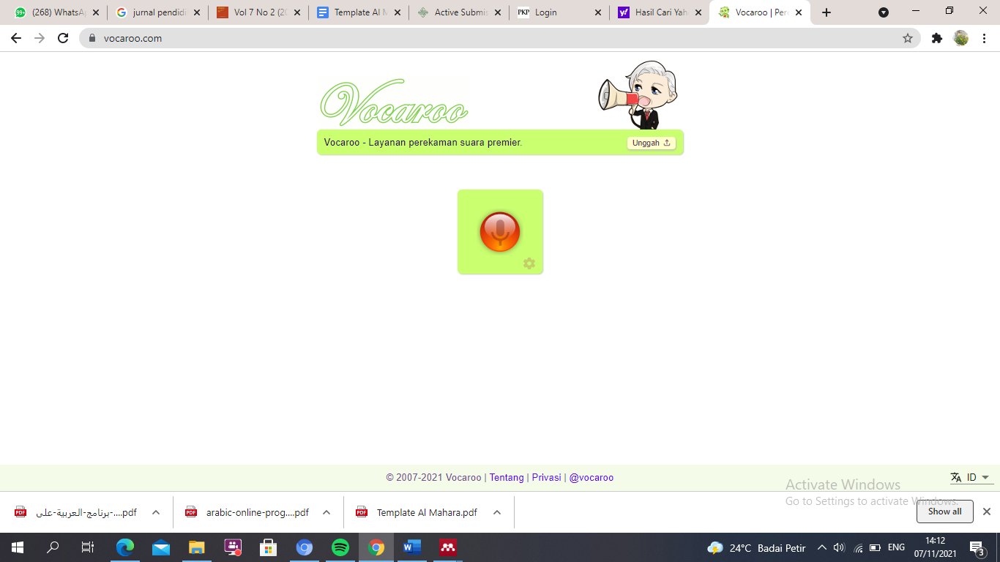 (268) WhatsA
jurnal pendidi
Vol 7 No 2 (20
Template Al M
Active Submis
PKP Login
Hasil Cari Yah
Vocaroo | Per
vocaroo.com
Vocaroo
Vocaroo - Layanan perekaman suara premier.
Unggah
© 2007-2021 Vocaroo | Tentang | Privasi | @vocaroo
ID
Activate Windows
Go to Settings to activate Windows.
برنامج-العربية-على-....pdf
arabic-online-prog....pdf
Template Al Mahara.pdf
Show all
24°C Badai Petir
ENG
14:12
07/11/2021
3